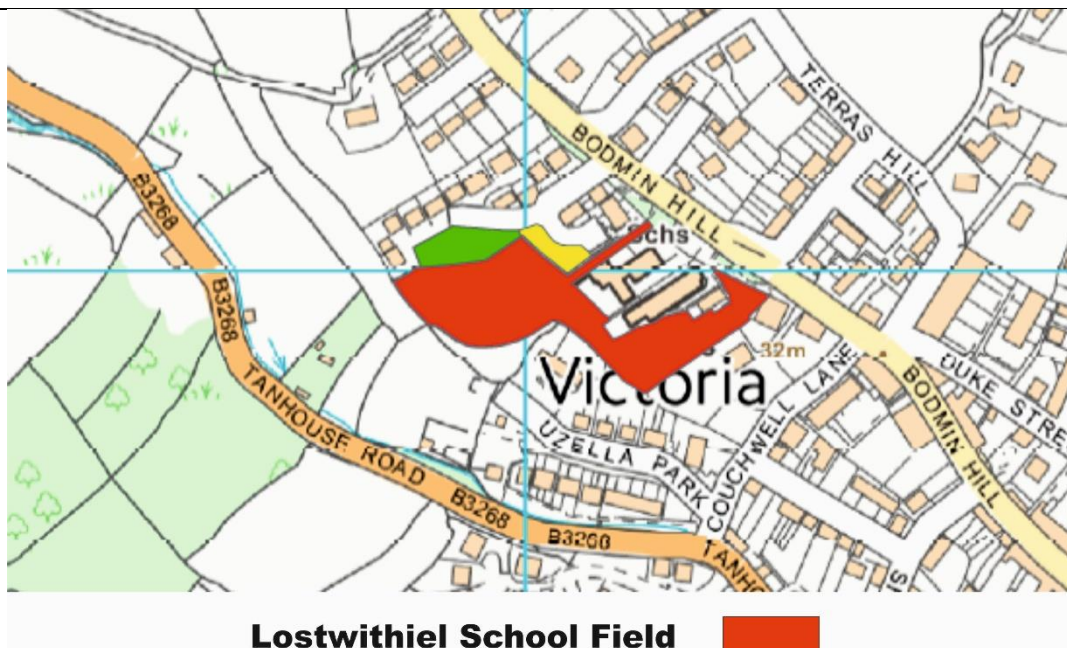 TERRAS HILL
BODMIN HILL
Schs
B3268
B3268
32m
Victoria
DUKE STRE
TANHOUSE ROAD
UZELLA PARK
COUCHWELL LANE
BODMIN HILL
B3268
B3268
TANHO
Lostwithiel School Field